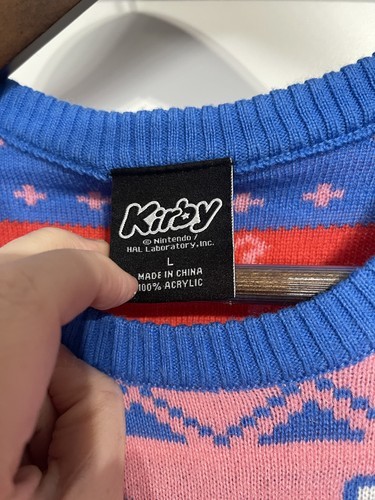 Kirby
© Nintendo /
HAL Laboratory, Inc.
L
MADE IN CHINA
100% ACRYLIC